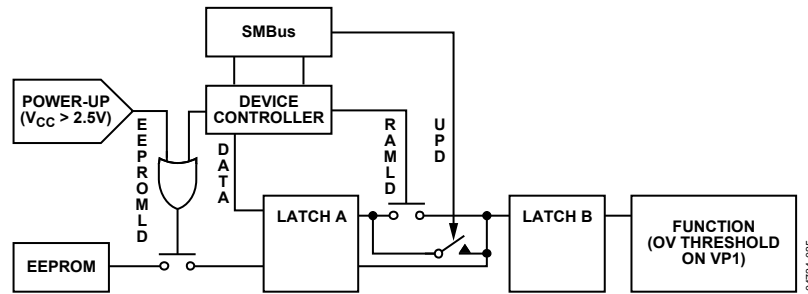 SMBus
POWER-UP
(VCC > 2.5V)
EEPROMLD
DEVICE
CONTROLLER
DATA
RAMLD
UPD
LATCH A
LATCH B
FUNCTION
(OV THRESHOLD
ON VP1)
EEPROM